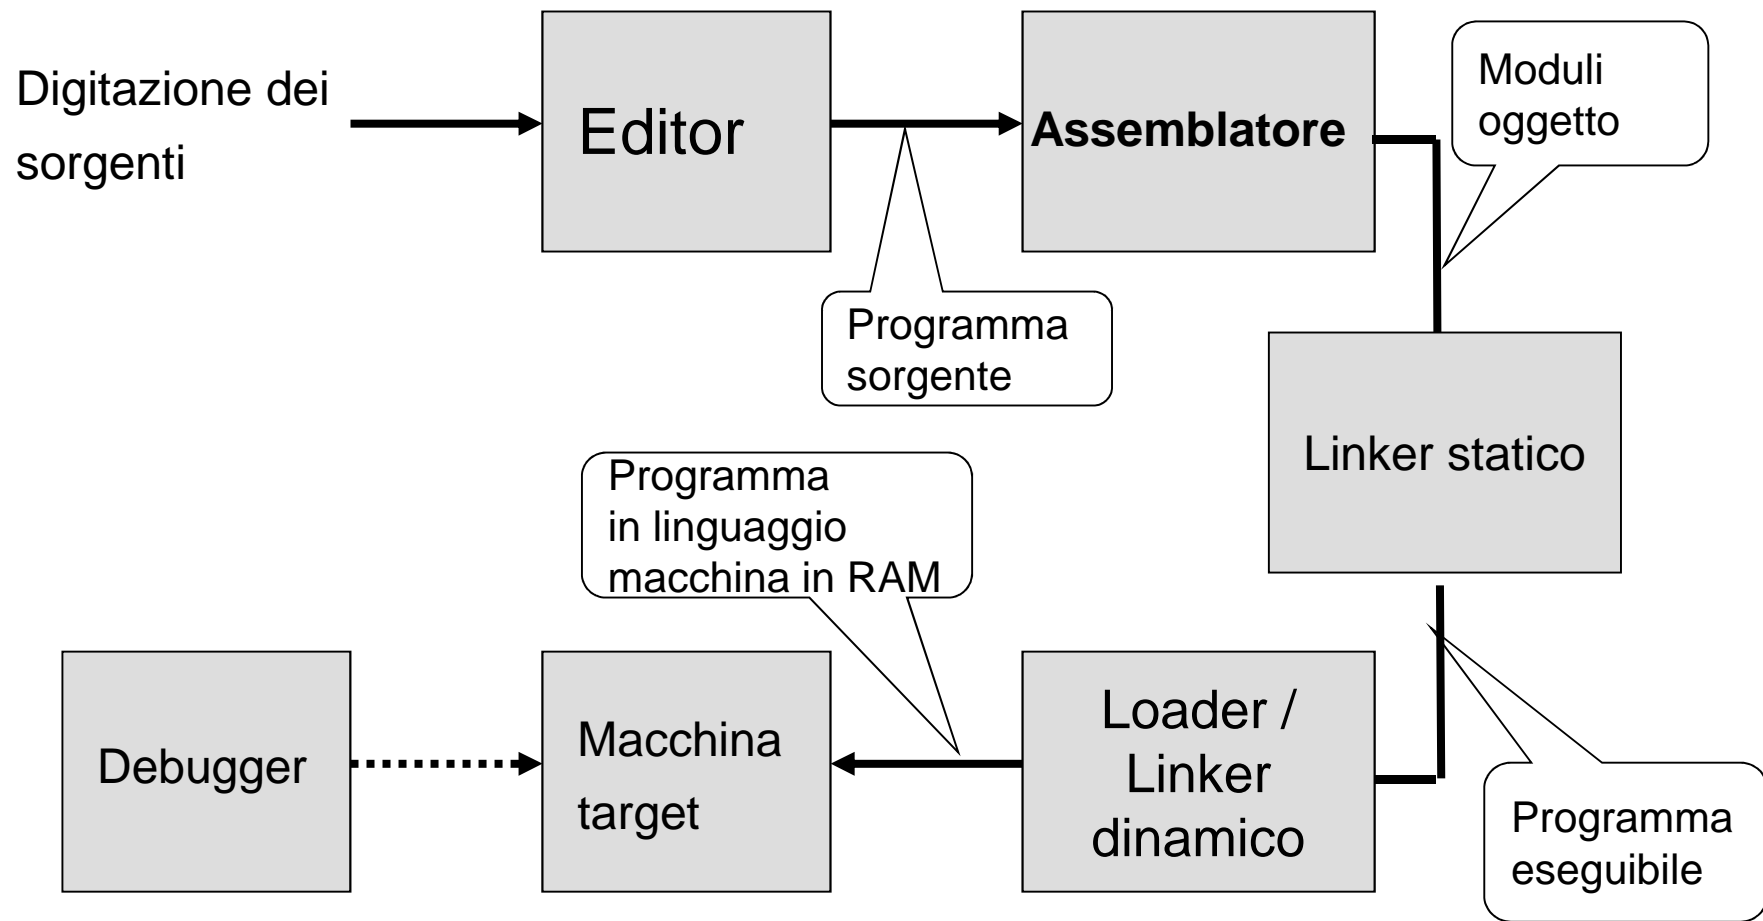 Digitazione dei
sorgenti
Editor
Assemblatore
Moduli
oggetto
Programma
sorgente
Linker statico
Programma
in linguaggio
macchina in RAM
Debugger
Macchina
target
Loader /
Linker
dinamico
Programma
eseguibile